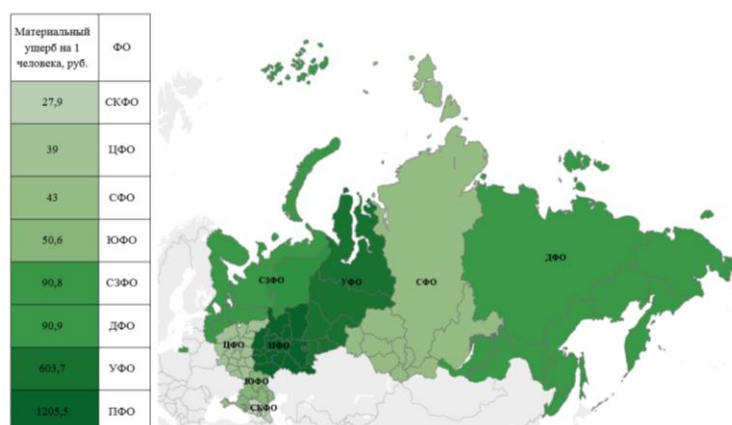 Материальный
ушерб на 1
человека, руб.
ФО
27,9 СКФО
39 ЦФО
43 СФО
50,6 ЮФО
90,8 СЗФО
90,9 ДФО
603,7 УФО
1205,5 ПФО
ДФО
СЗФО
УФО
СФО
ЦФО
ПФО
ЮФО
СКФО